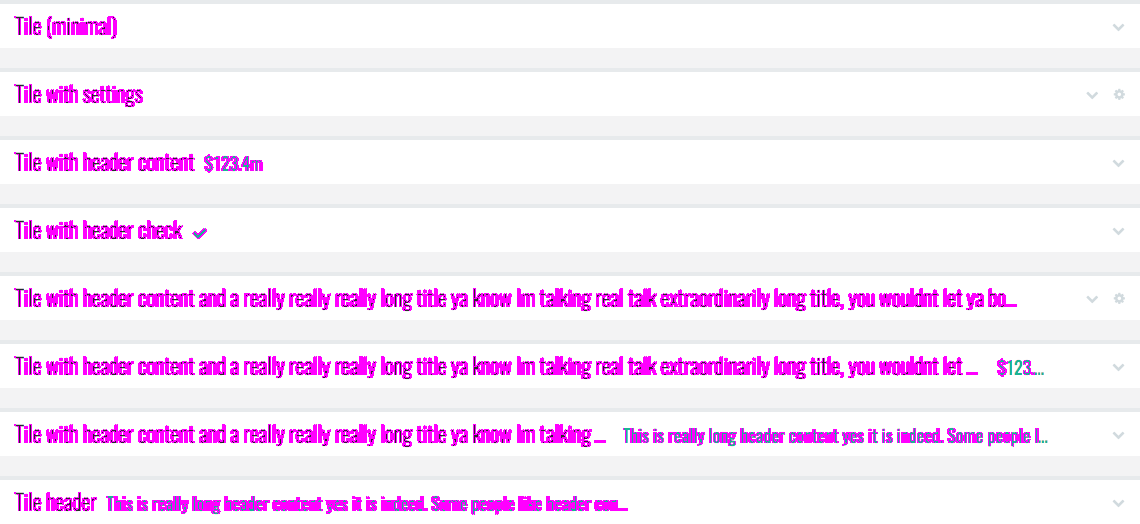 Tile (minimal)
Tile with settings
Tile with header content $123.4m
Tile with header check
Tile with header content and a really really really long title ya know Im talking real talk extraordinarily long title, you wouldnt let ya bo...
Tile with header content and a really really really long title ya know Im talking real talk extraordinarily long title, you wouldnt let ... $123...
Tile with header content and a really really really long title ya know Im talking ... This is really long header content yes it is indeed. Some people l...
Tile header This is really long header content yes it is indeed. Some people like header con...